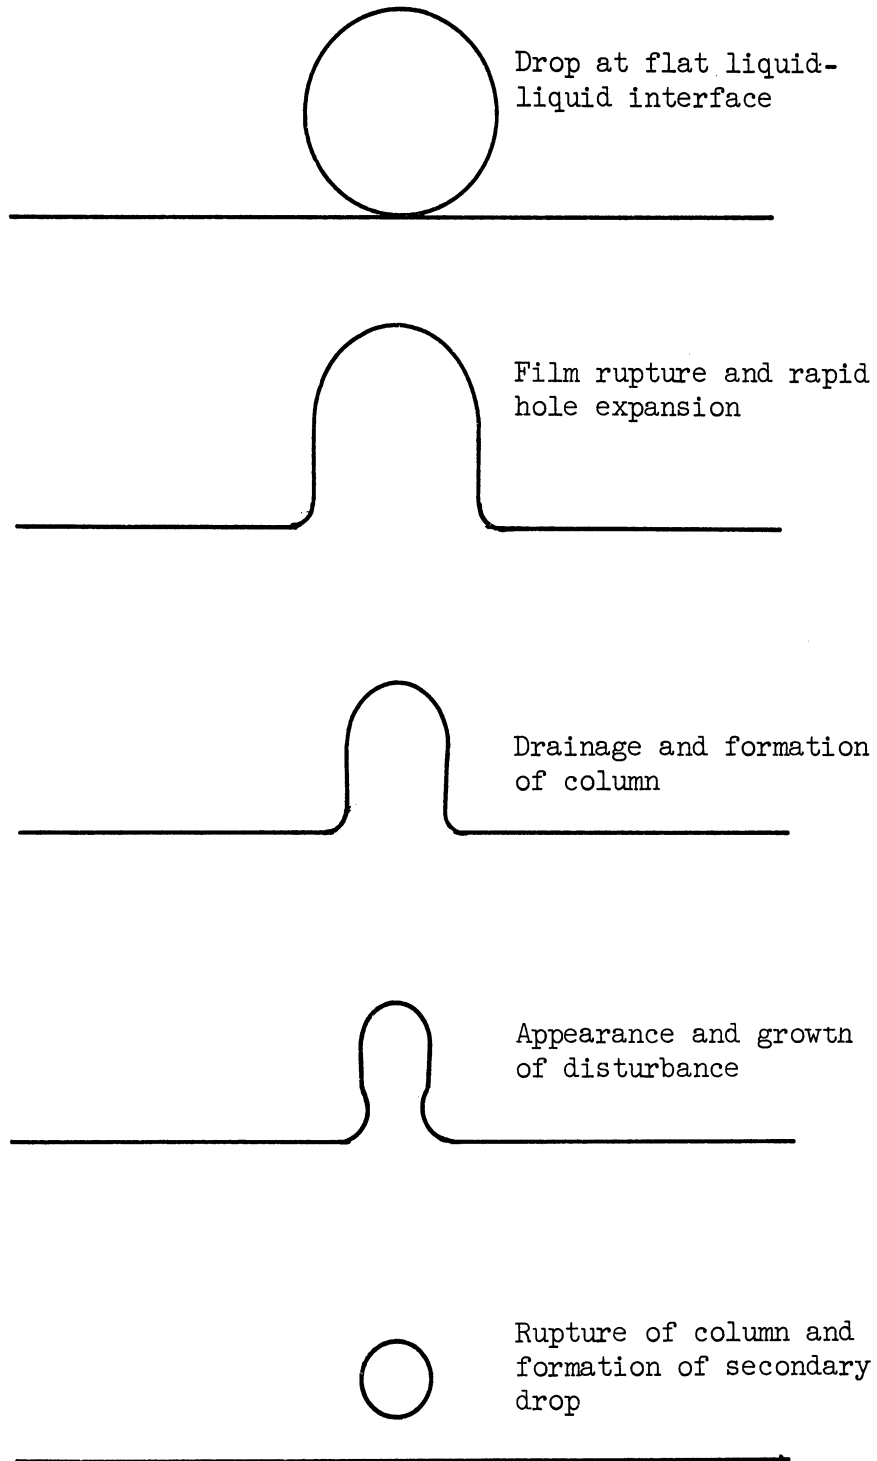 Drop at flat liquid-
liquid interface
Film rupture and rapid
hole expansion
Drainage and formation
of column
Appearance and growth
of disturbance
Rupture of column and
formation of secondary
drop